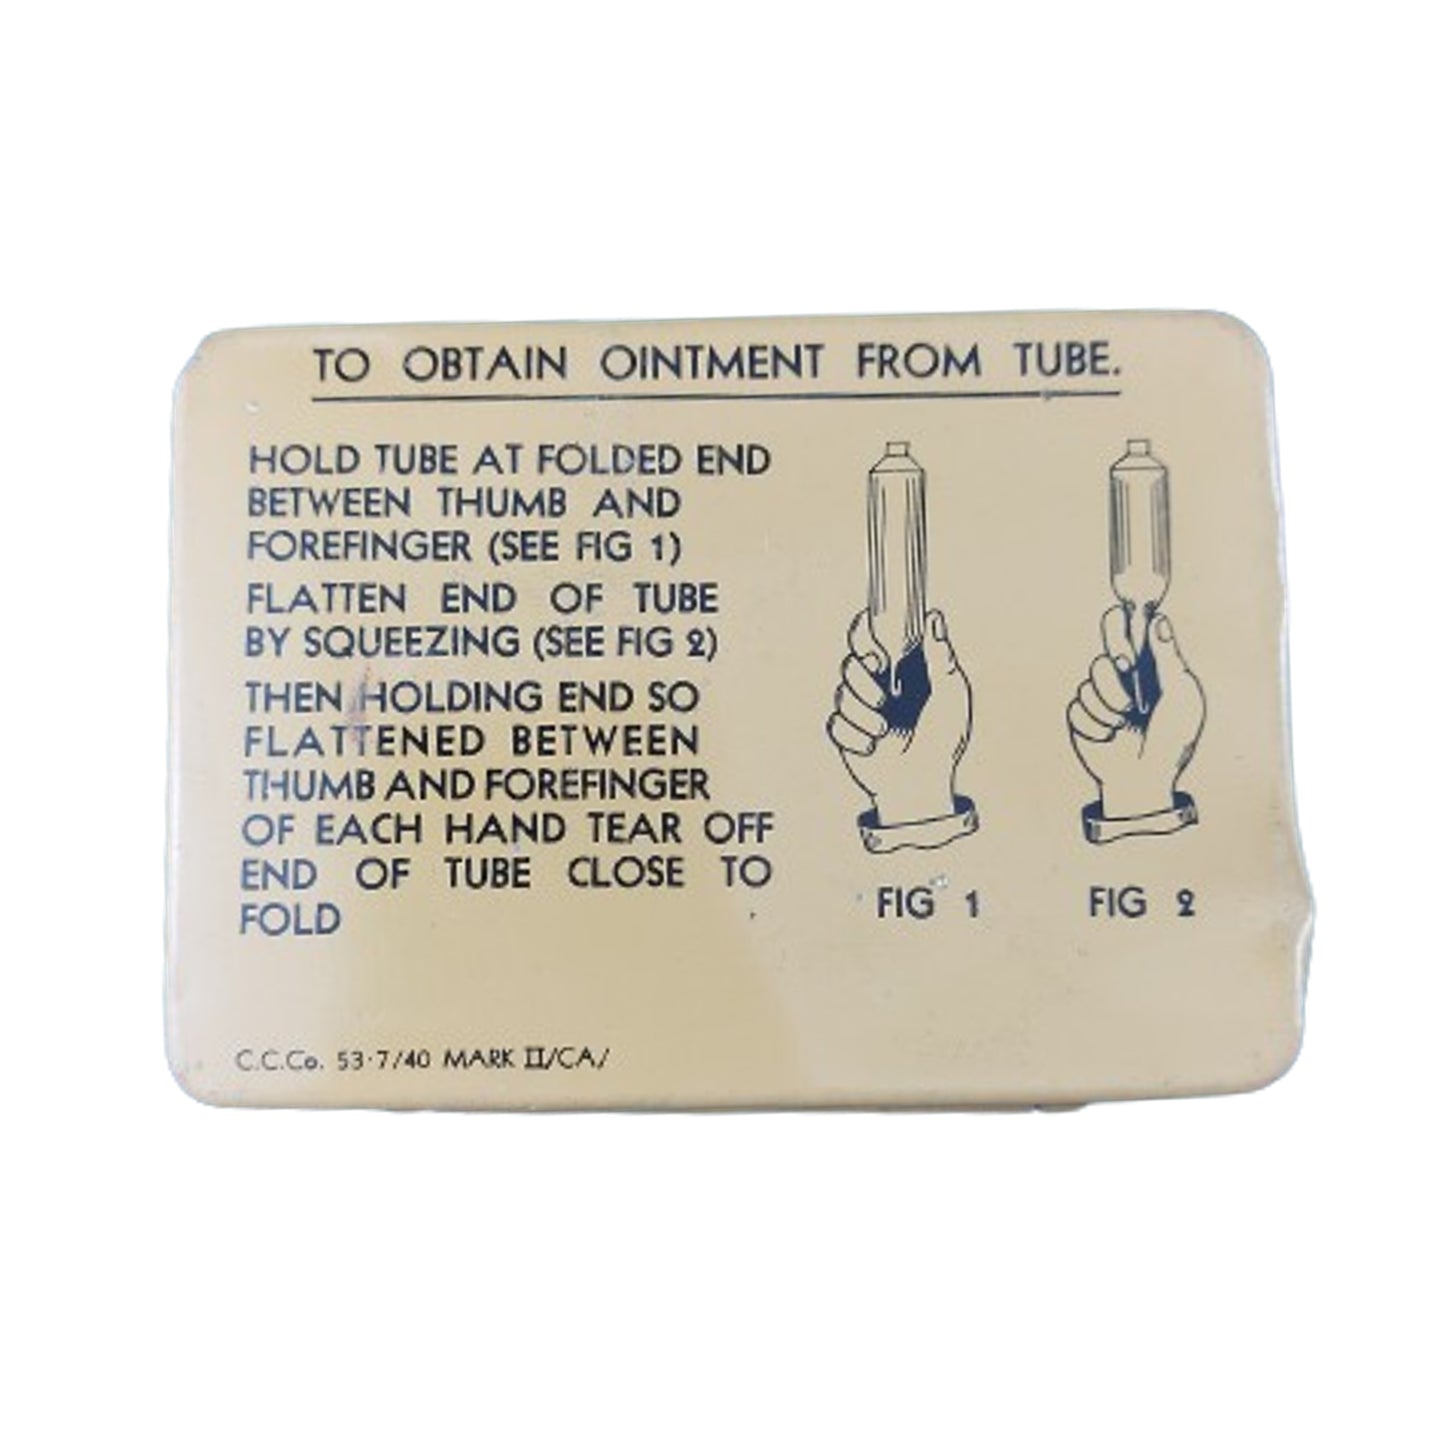 TO OBTAIN OINTMENT FROM TUBE.
HOLD TUBE AT FOLDED END
BETWEEN THUMB AND
FOREFINGER (SEE FIG 1)
FLATTEN END OF TUBE
BY SQUEEZING (SEE FIG 2)
THEN HOLDING END SO
FLATTENED BETWEEN
THUMB AND FOREFINGER
OF EACH HAND TEAR OFF
END OF TUBE CLOSE TO
FOLD
FIG 1
FIG 2
C.C.Co. 53·7/40 MARK II/CA/